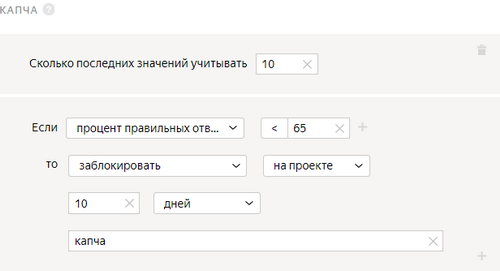 КАПЧА ?
Сколько последних значений учитывать 10
Если процент правильных отв... < 65
то заблокировать на проекте
10 дней
капча